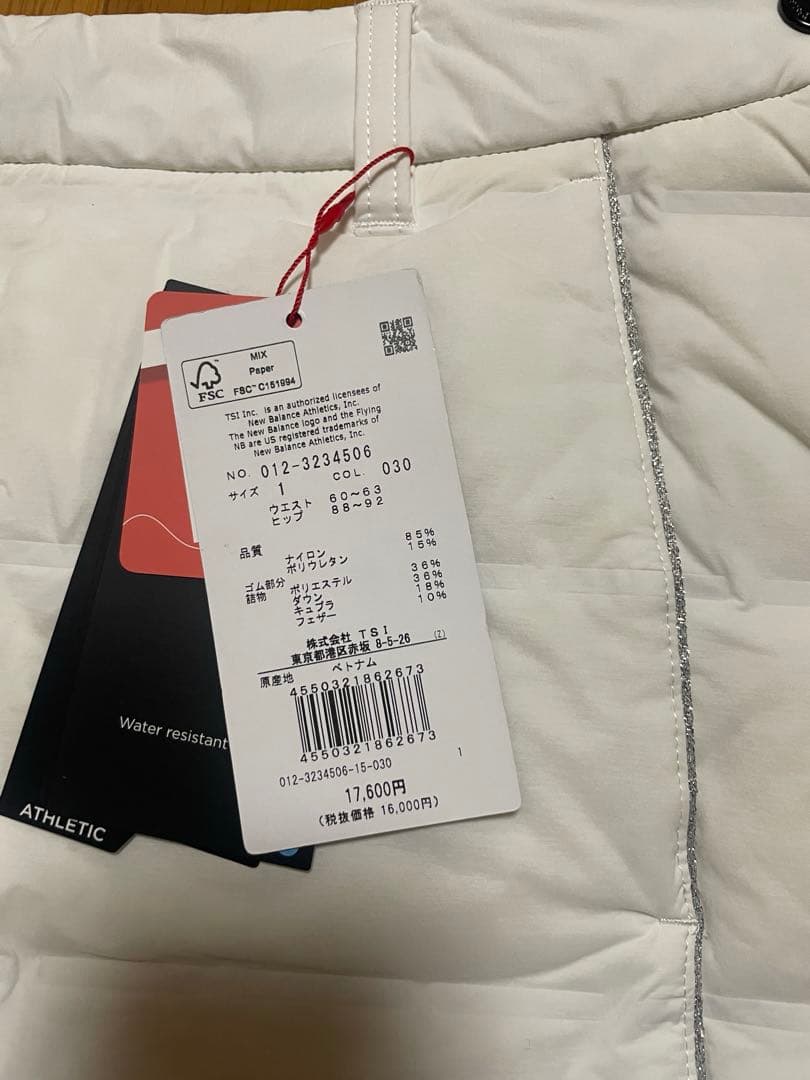 MIX
Paper
FSC™ C151994
FSC
TSI Inc. is an authorized licensees of
New Balance Athletics, Inc.
The New Balance logo and the Flying
NB are US registered trademarks of
New Balance Athletics, Inc.
NO. 012-3234506
サイズ 1 COL. 030
ウエスト 60～63
ヒップ 88～92
品質 ナイロン 85%
ポリウレタン 15%
ゴム部分
詰物 ポリエステル 36%
ダウン 36%
キュプラ 18%
フェザー 10%
株式会社 TSI
東京都港区赤坂 8-5-26 (2)
原産地 ベトナム
4550321862673
4550321862673
012-3234506-15-030 1
17,600円
(税抜価格 16,000円)
Water resistant
ATHLETIC